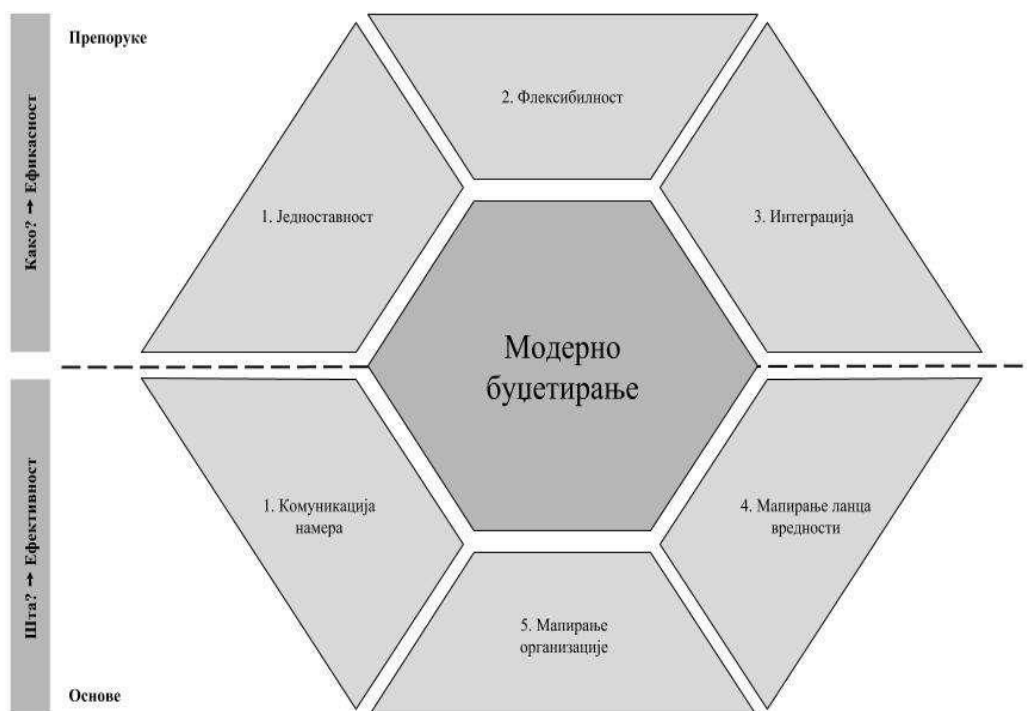 Препоруке
Како? → Ефикасност
2. Флексибилност
1. Једноставност
3. Интеграција
Модерно
буџетирање
Шта? → Ефективност
1. Комуникација
намера
4. Мапирање ланца
вредности
5. Мапирање
организације
Основе